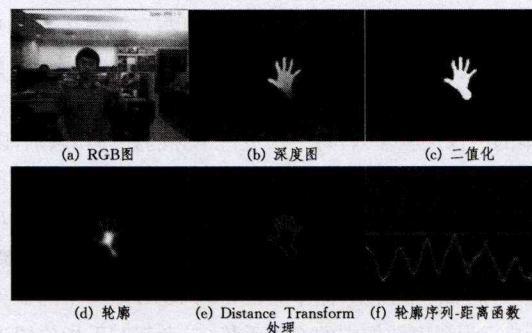 (a) RGB图
(b) 深度图
(c) 二值化
(d) 轮廓
(e) Distance Transform
处理
(f) 轮廓序列-距离函数